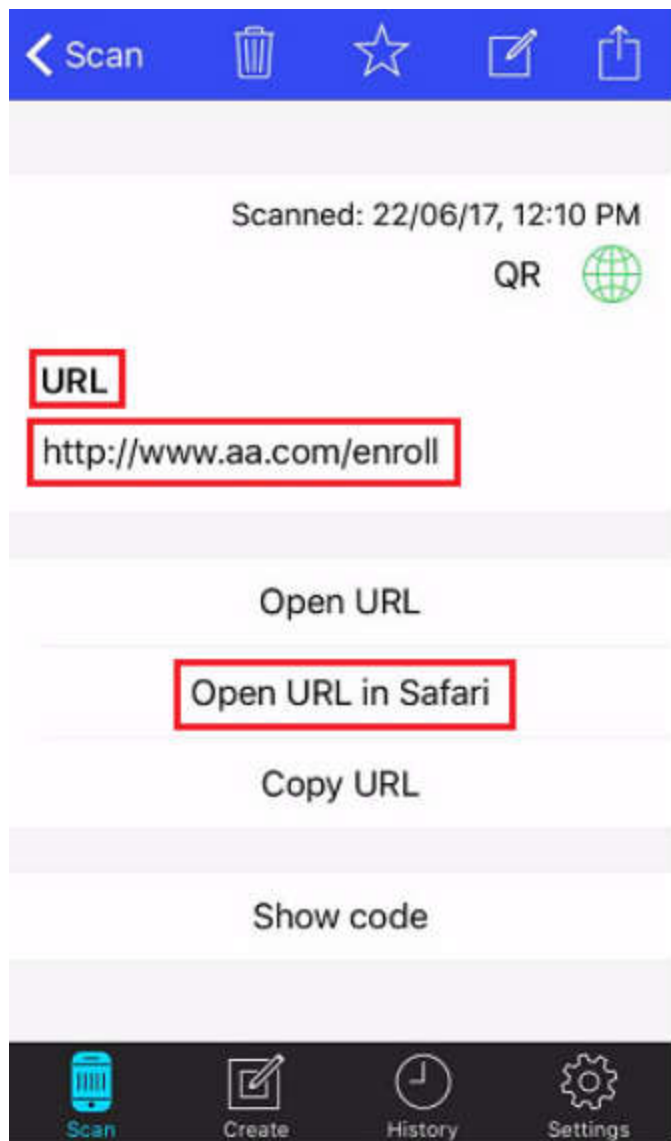 Scan
Scanned: 22/06/17, 12:10 PM
QR
URL
http://www.aa.com/enroll
Open URL
Open URL in Safari
Copy URL
Show code
Scan Create History Settings